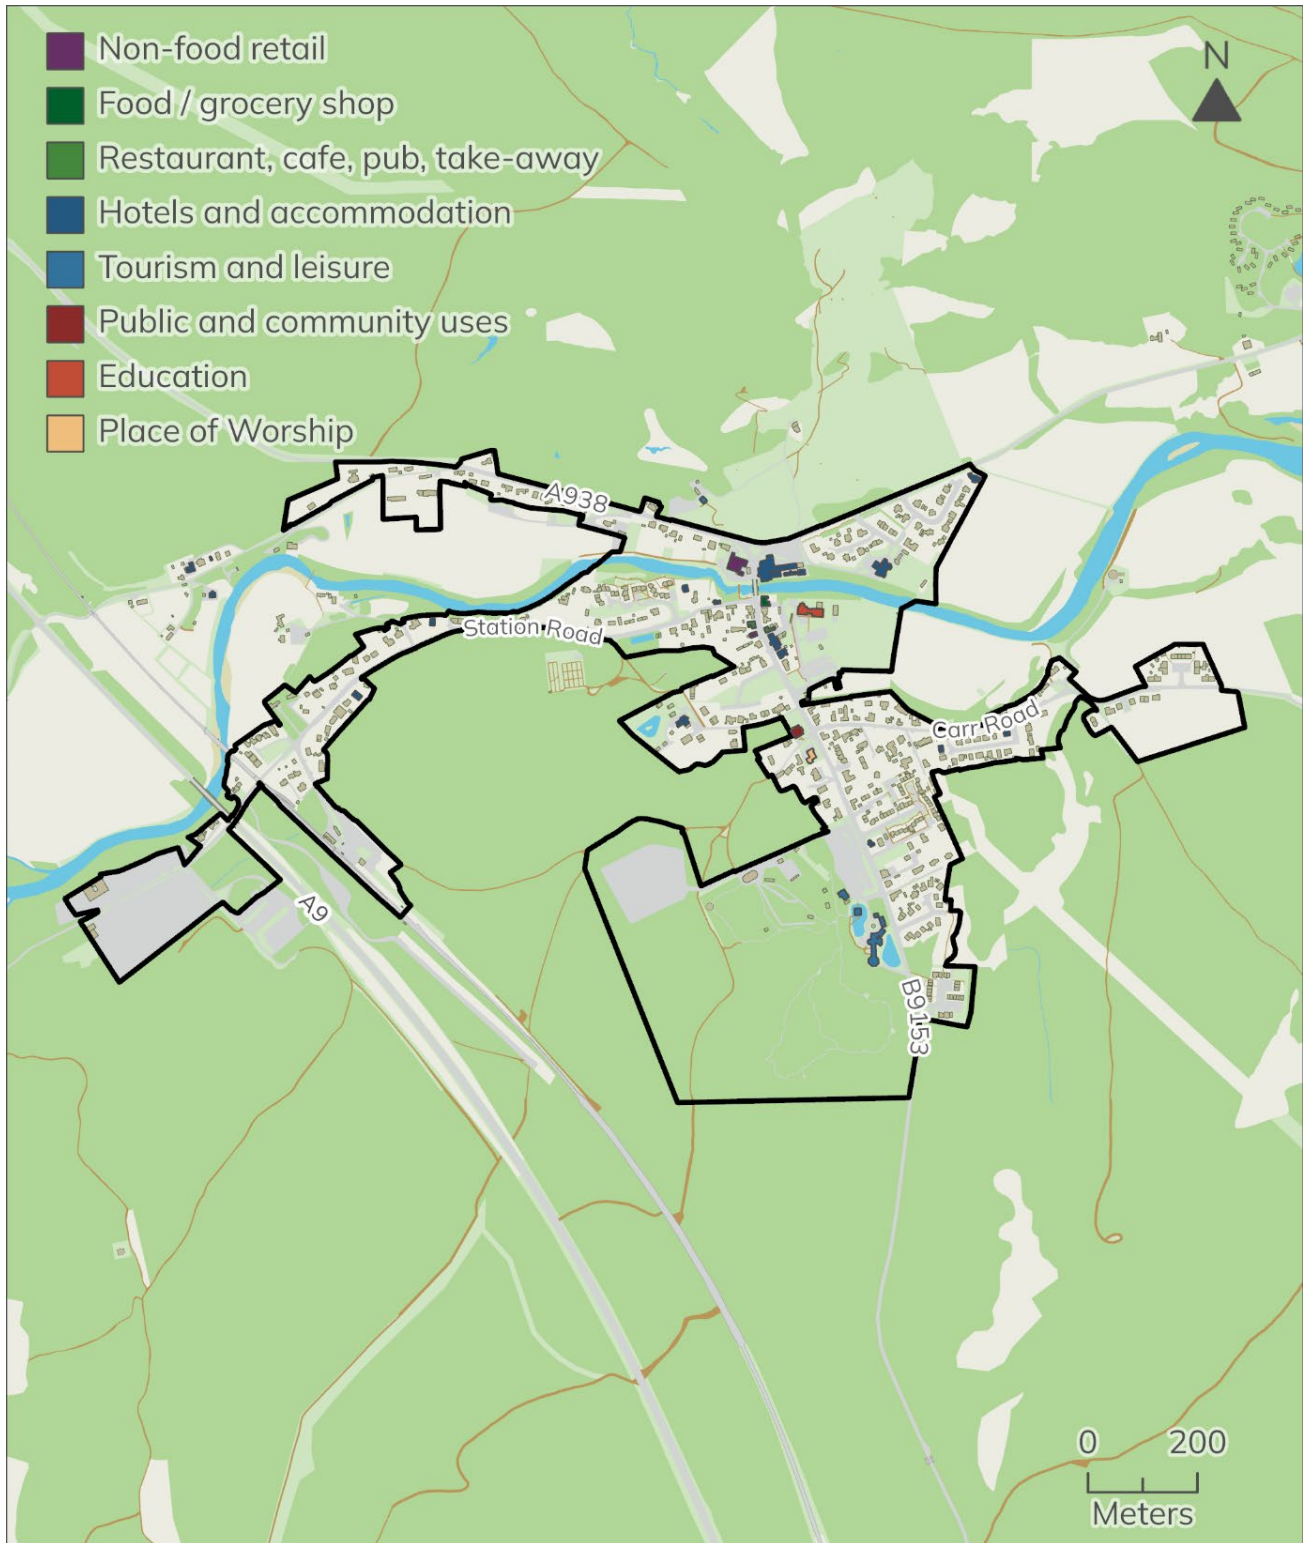 Non-food retail
Food / grocery shop
Restaurant, cafe, pub, take-away
Hotels and accommodation
Tourism and leisure
Public and community uses
Education
Place of Worship
N
A938
Station Road
Carr Road
A9
B9153
0 200
Meters